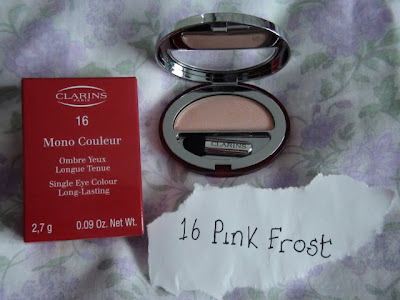 CLARINS
PARIS
16
Mono Couleur
Ombre Yeux
Longue Tenue
Single Eye Colour
Long-Lasting
2,7 g 0.09 Oz. Net Wt.
CLARINS
16 Pink Frost